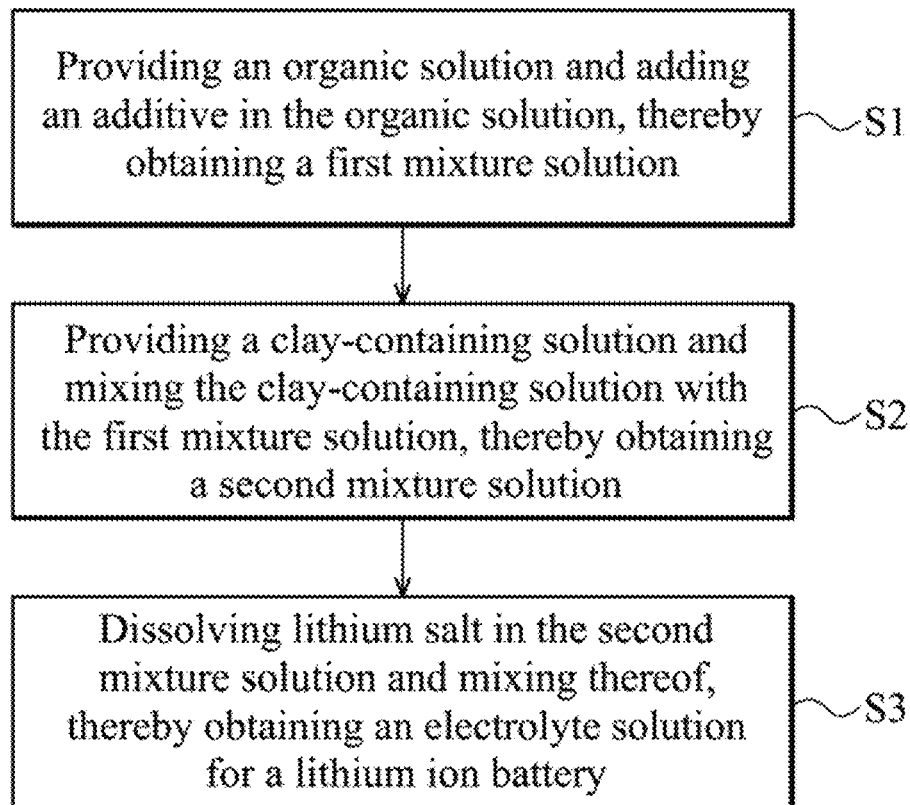 Providing an organic solution and adding
an additive in the organic solution, thereby
obtaining a first mixture solution
S1
Providing a clay-containing solution and
mixing the clay-containing solution with
the first mixture solution, thereby obtaining
a second mixture solution
S2
Dissolving lithium salt in the second
mixture solution and mixing thereof,
thereby obtaining an electrolyte solution
for a lithium ion battery
S3